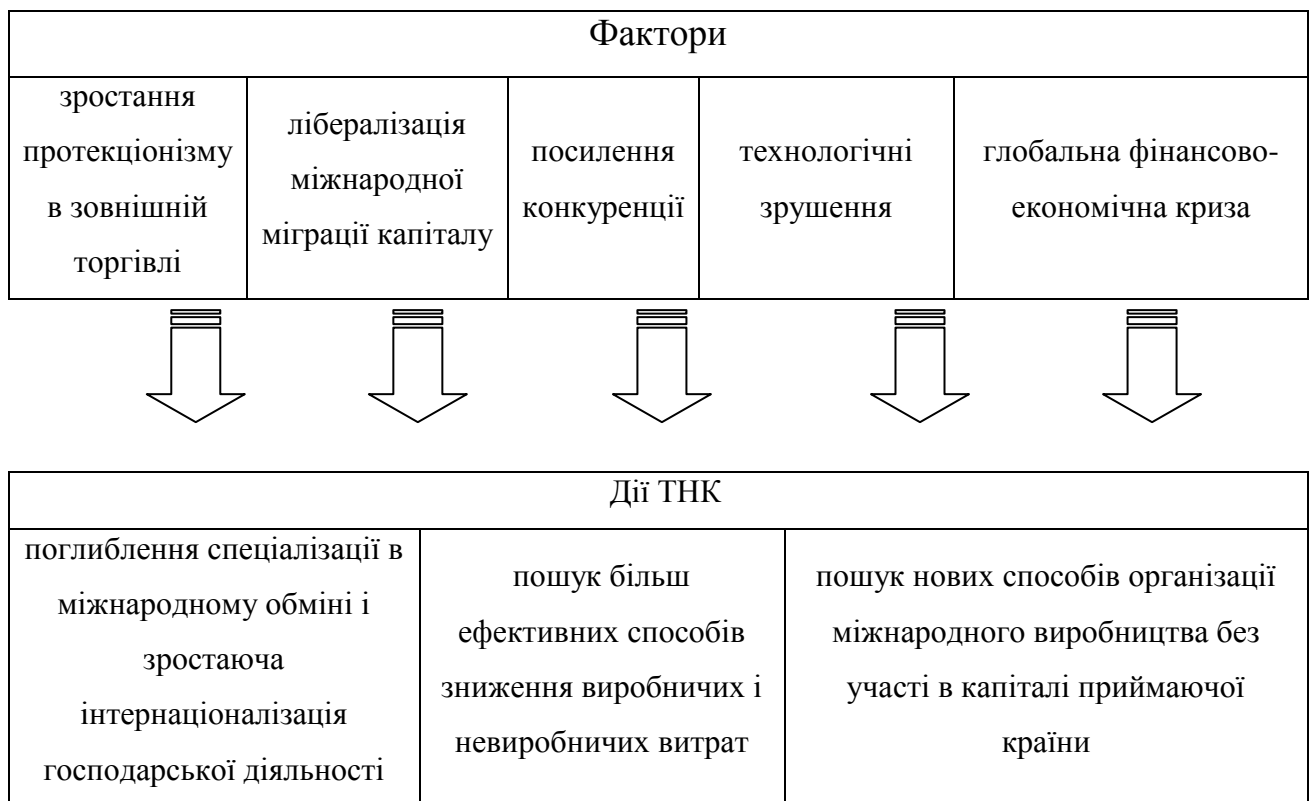 Фактори
зростання
протекціонізму
в зовнішній
торгівлі
лібералізація
міжнародної
міграції капіталу
посилення
конкуренції
технологічні
зрушення
глобальна фінансово-
економічна криза
Дії ТНК
поглиблення спеціалізації в
міжнародному обміні і
зростаюча
інтернаціоналізація
господарської діяльності
пошук більш
ефективних способів
зниження виробничих і
невиробничих витрат
пошук нових способів організації
міжнародного виробництва без
участі в капіталі приймаючої
країни